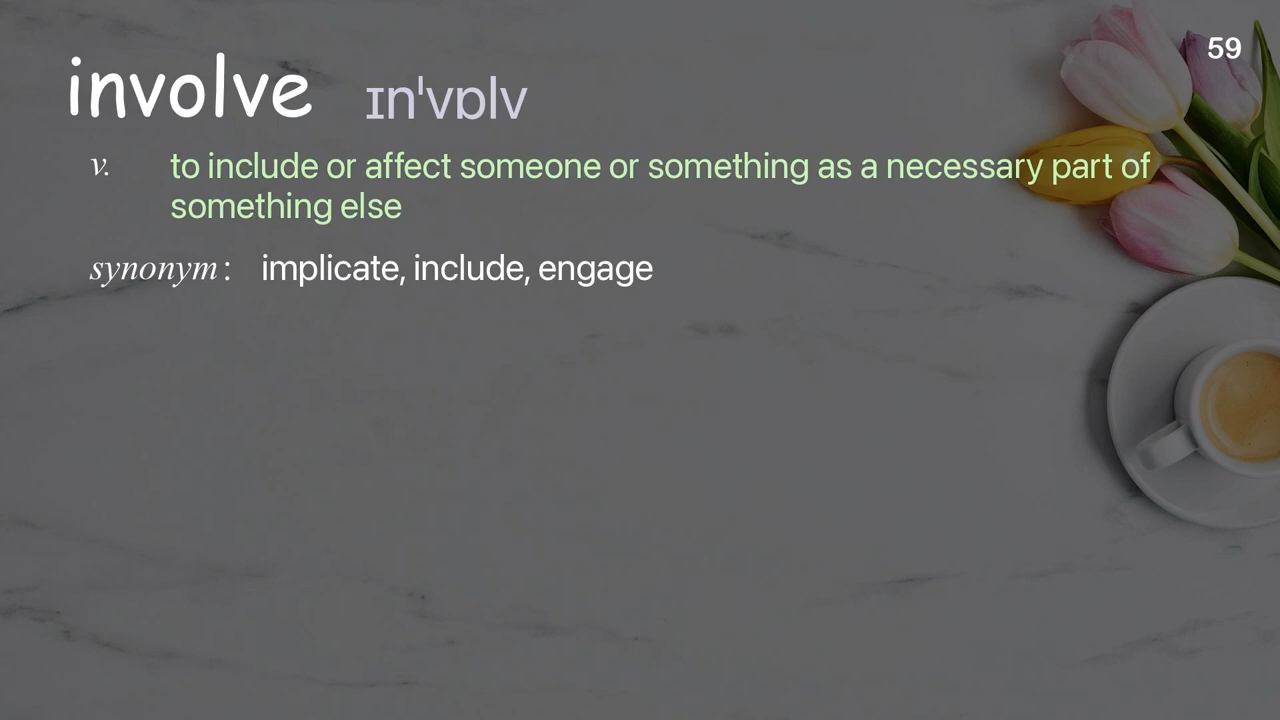 59
involve ɪnˈvɒlv
v. to include or affect someone or something as a necessary part of
something else
synonym: implicate, include, engage